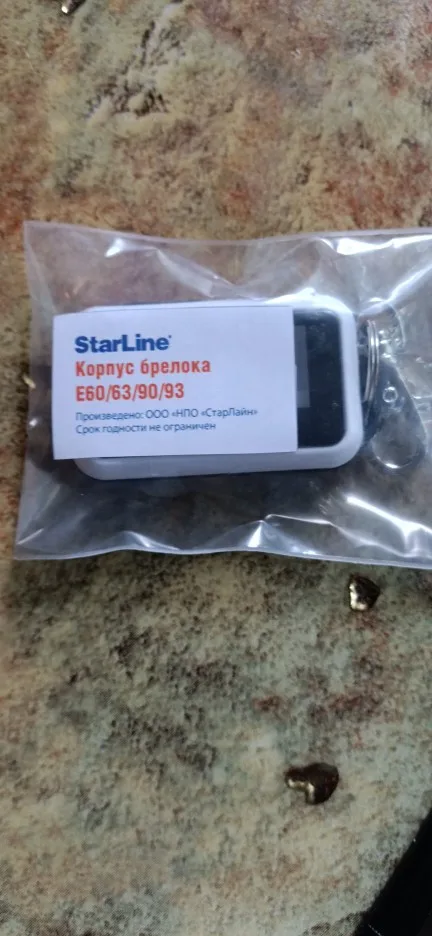 StarLine®
Корпус брелока
E60/63/90/93
Произведено: ООО «НПО «СтарЛайн»
Срок годности не ограничен